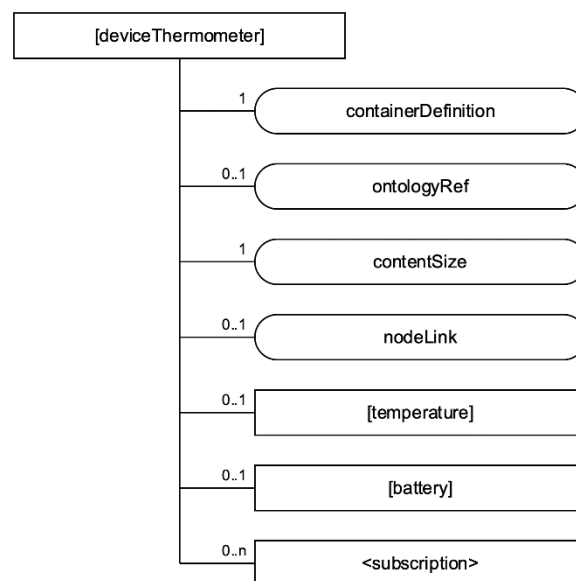 [deviceThermometer]
1
containerDefinition
0..1
ontologyRef
1
contentSize
0..1
nodeLink
0..1
[temperature]
0..1
[battery]
0..n
<subscription>